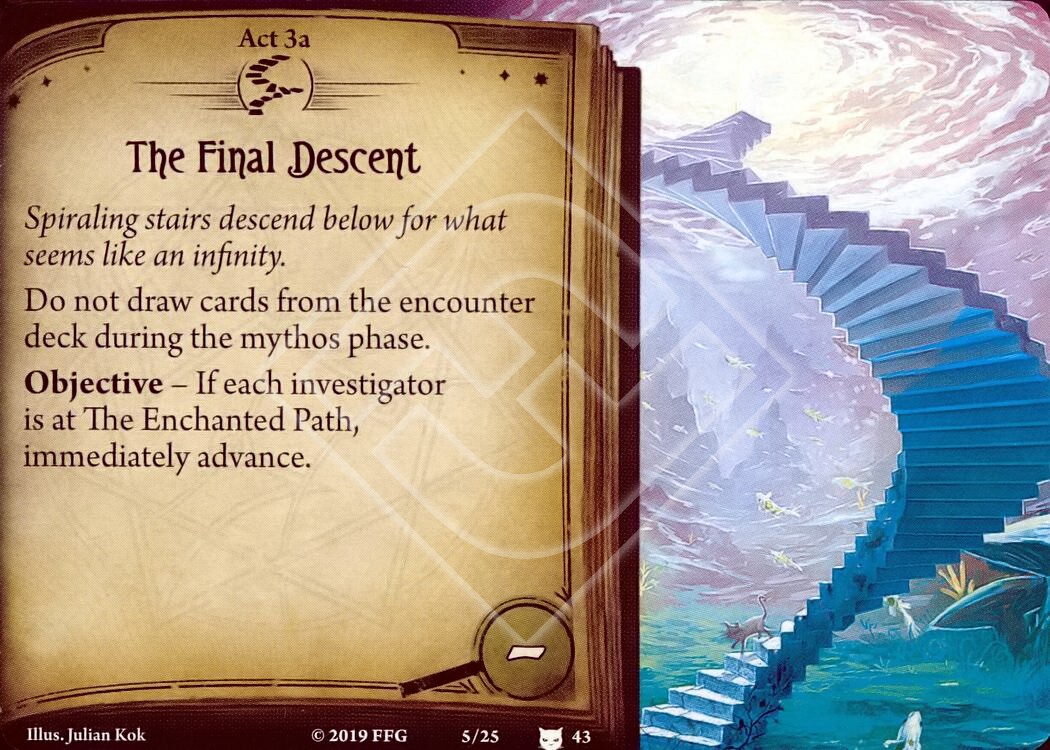 Act 3a
The Final Descent
Spiraling stairs descend below for what
seems like an infinity.
Do not draw cards from the encounter
deck during the mythos phase.
Objective – If each investigator
is at The Enchanted Path,
immediately advance.
–
Illus. Julian Kok
© 2019 FFG
5/25
43